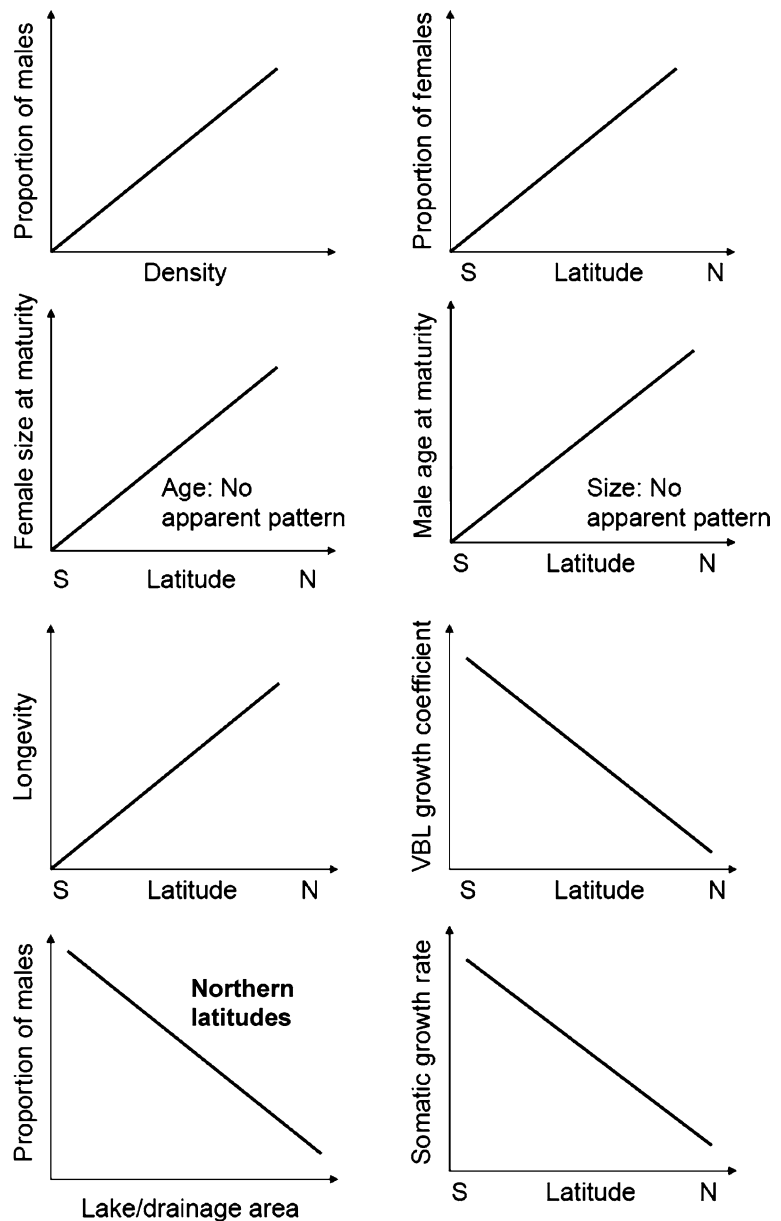 Proportion of males
Density
Proportion of females
S Latitude N
Female size at maturity
Age: No
apparent pattern
S Latitude N
Male age at maturity
Size: No
apparent pattern
S Latitude N
Longevity
S Latitude N
VBL growth coefficient
S Latitude N
Proportion of males
Northern
latitudes
Lake/drainage area
Somatic growth rate
S Latitude N